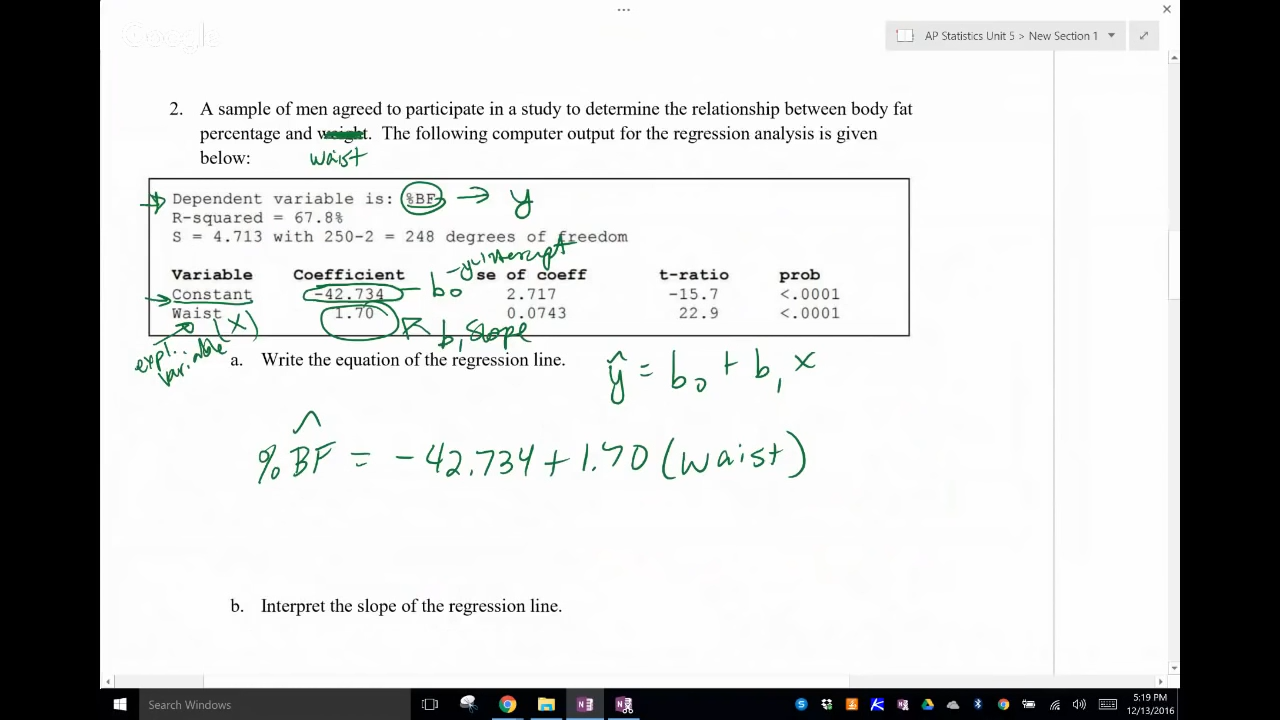 ...
Google
AP Statistics Unit 5 > New Section 1
2. A sample of men agreed to participate in a study to determine the relationship between body fat
percentage and weight. The following computer output for the regression analysis is given
below:
waist
Dependent variable is: %BF → y
R-squared = 67.8%
S = 4.713 with 250-2 = 248 degrees of freedom
y-intercept
Variable Coefficient se of coeff t-ratio prob
Constant -42.734 b₀ 2.717 -15.7 <.0001
Waist 1.70 0.0743 22.9 <.0001
(x)
b₁ slope
expl.. variable
a. Write the equation of the regression line.
ŷ = b₀ + b₁ x
%BF̂ = -42.734 + 1.70 (waist)
b. Interpret the slope of the regression line.
Search Windows
5:19 PM
12/13/2016